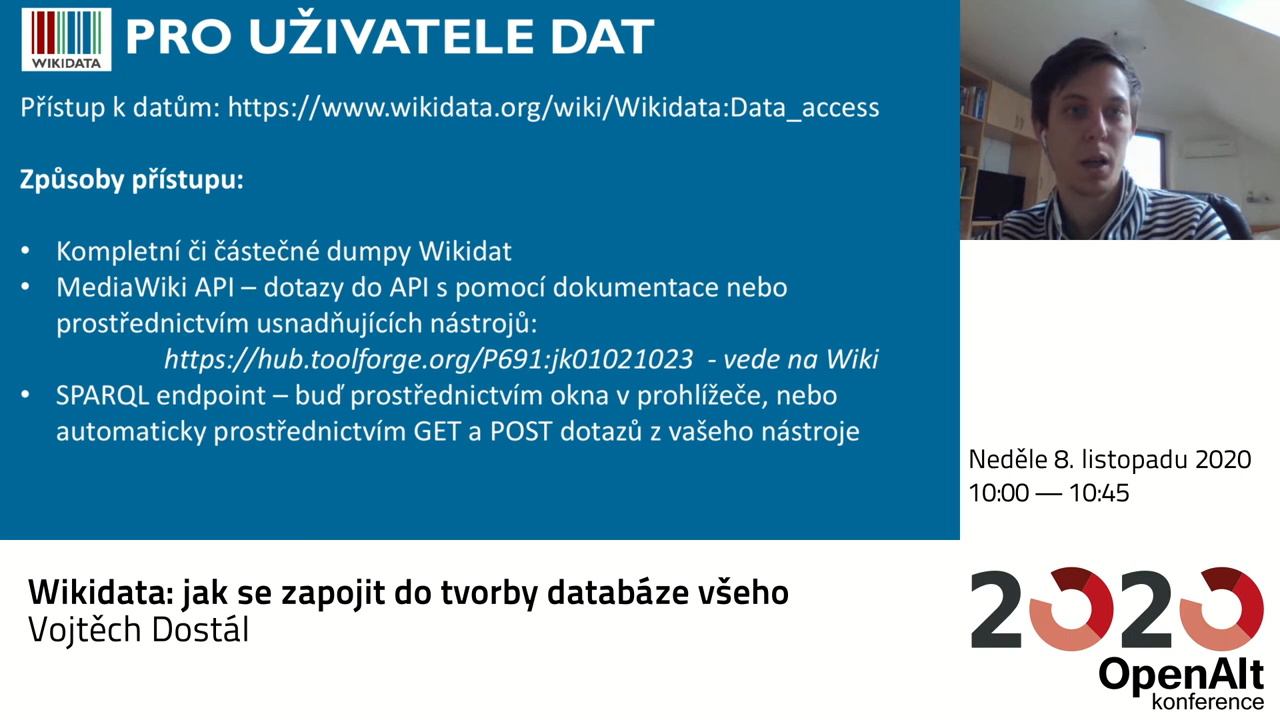 WIKIDATA
PRO UŽIVATELE DAT
Přístup k datům: https://www.wikidata.org/wiki/Wikidata:Data_access
Způsoby přístupu:
• Kompletní či částečné dumpy Wikidat
• MediaWiki API – dotazy do API s pomocí dokumentace nebo
prostřednictvím usnadňujících nástrojů:
https://hub.toolforge.org/P691:jk01021023 - vede na Wiki
• SPARQL endpoint – buď prostřednictvím okna v prohlížeče, nebo
automaticky prostřednictvím GET a POST dotazů z vašeho nástroje
Neděle 8. listopadu 2020
10:00 — 10:45
Wikidata: jak se zapojit do tvorby databáze všeho
Vojtěch Dostál
2020
OpenAlt
konference